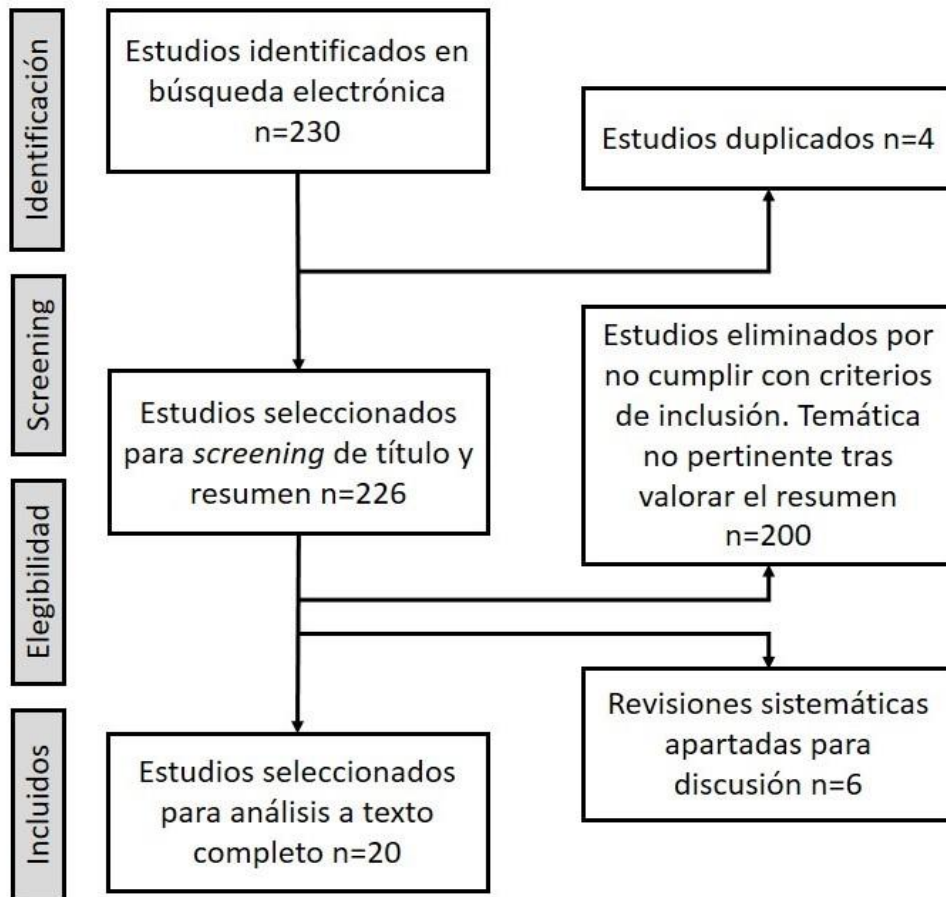 Identificación
Estudios identificados en
búsqueda electrónica
n=230
Estudios duplicados n=4
Screening
Estudios seleccionados
para screening de título y
resumen n=226
Estudios eliminados por
no cumplir con criterios
de inclusión. Temática
no pertinente tras
valorar el resumen
n=200
Elegibilidad
Revisiones sistemáticas
apartadas para
discusión n=6
Incluidos
Estudios seleccionados
para análisis a texto
completo n=20